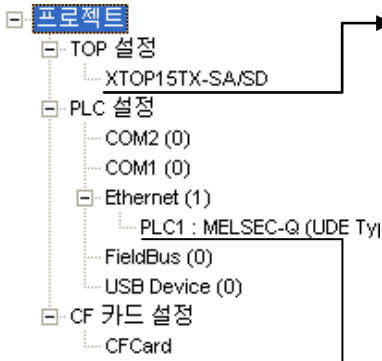 프로젝트
TOP 설정
XTOP15TX-SA/SD
PLC 설정
COM2 (0)
COM1 (0)
Ethernet (1)
PLC1 : MELSEC-Q (UDE Typ
FieldBus (0)
USB Device (0)
CF 카드 설정
CFCard